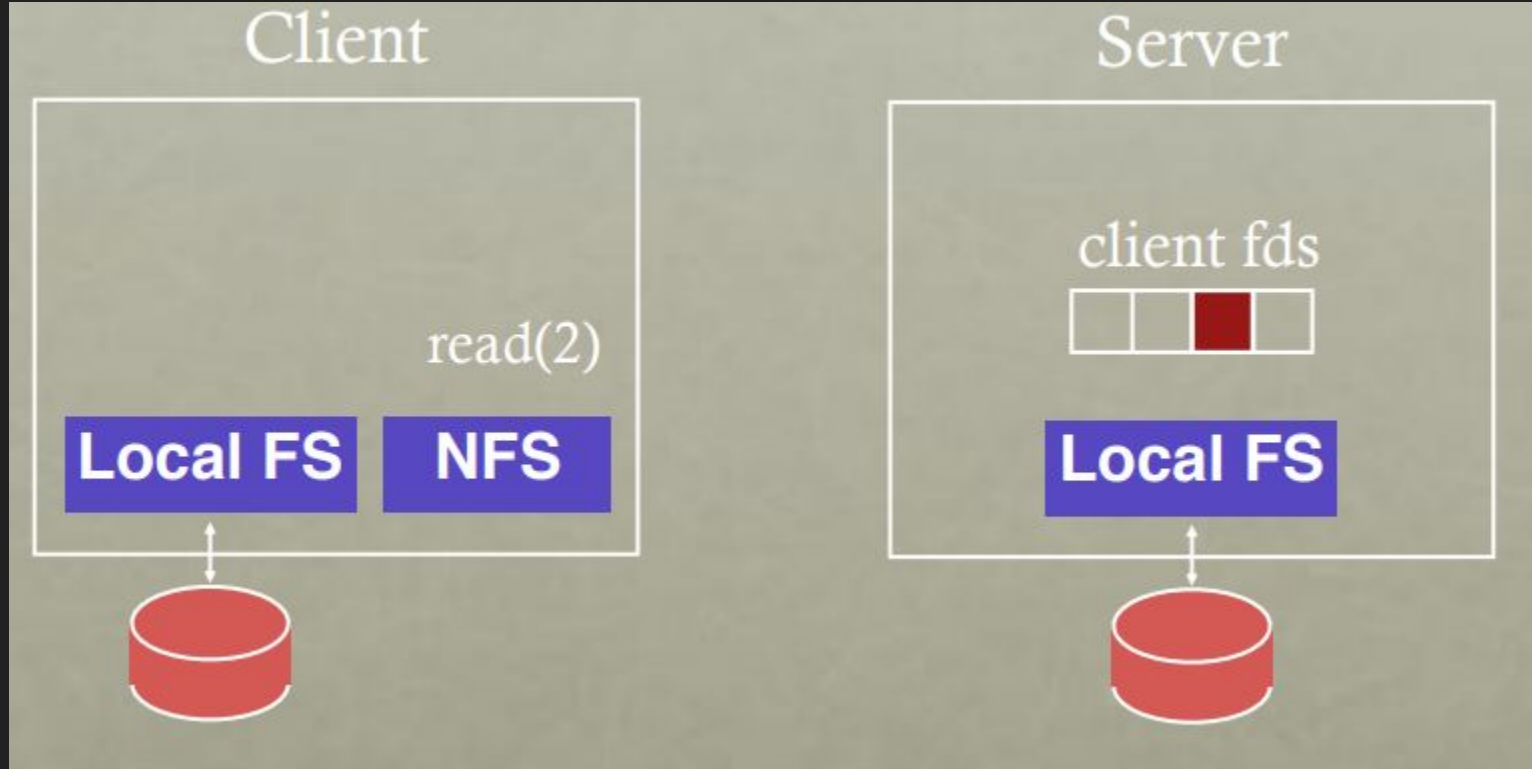 Client
Server
client fds
read(2)
Local FS
NFS
Local FS